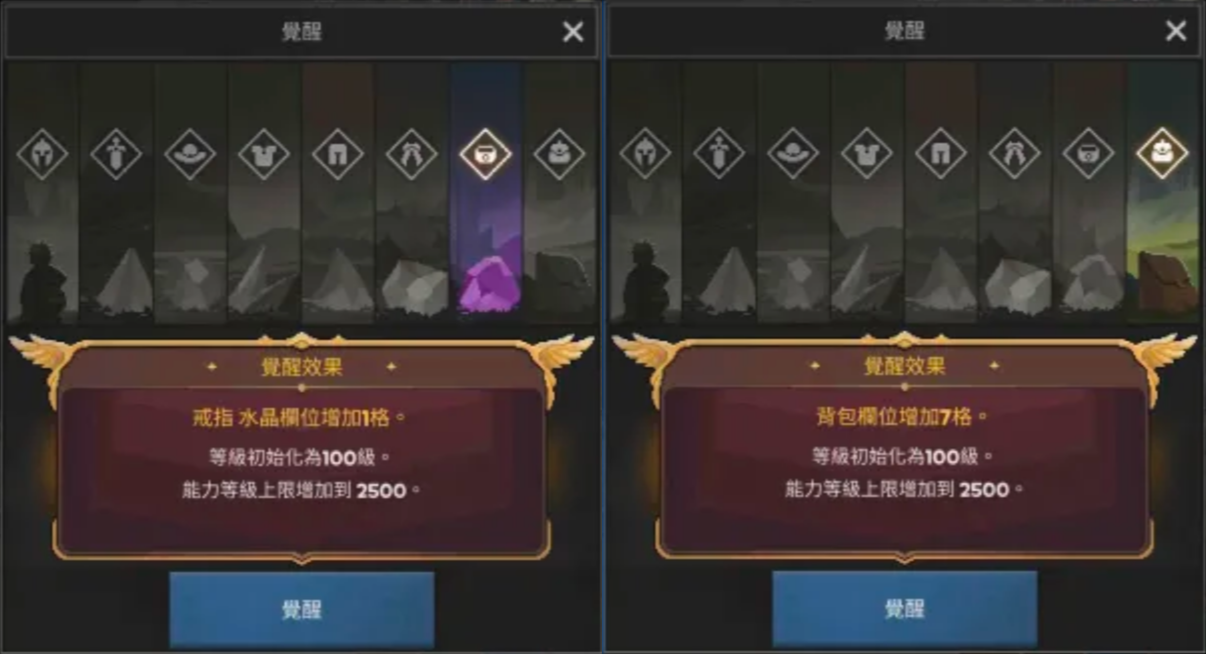 覺醒
覺醒效果
戒指 水晶欄位增加1格。
等級初始化為100級。
能力等級上限增加到 2500。
覺醒
覺醒
覺醒效果
背包欄位增加7格。
等級初始化為100級。
能力等級上限增加到 2500。
覺醒